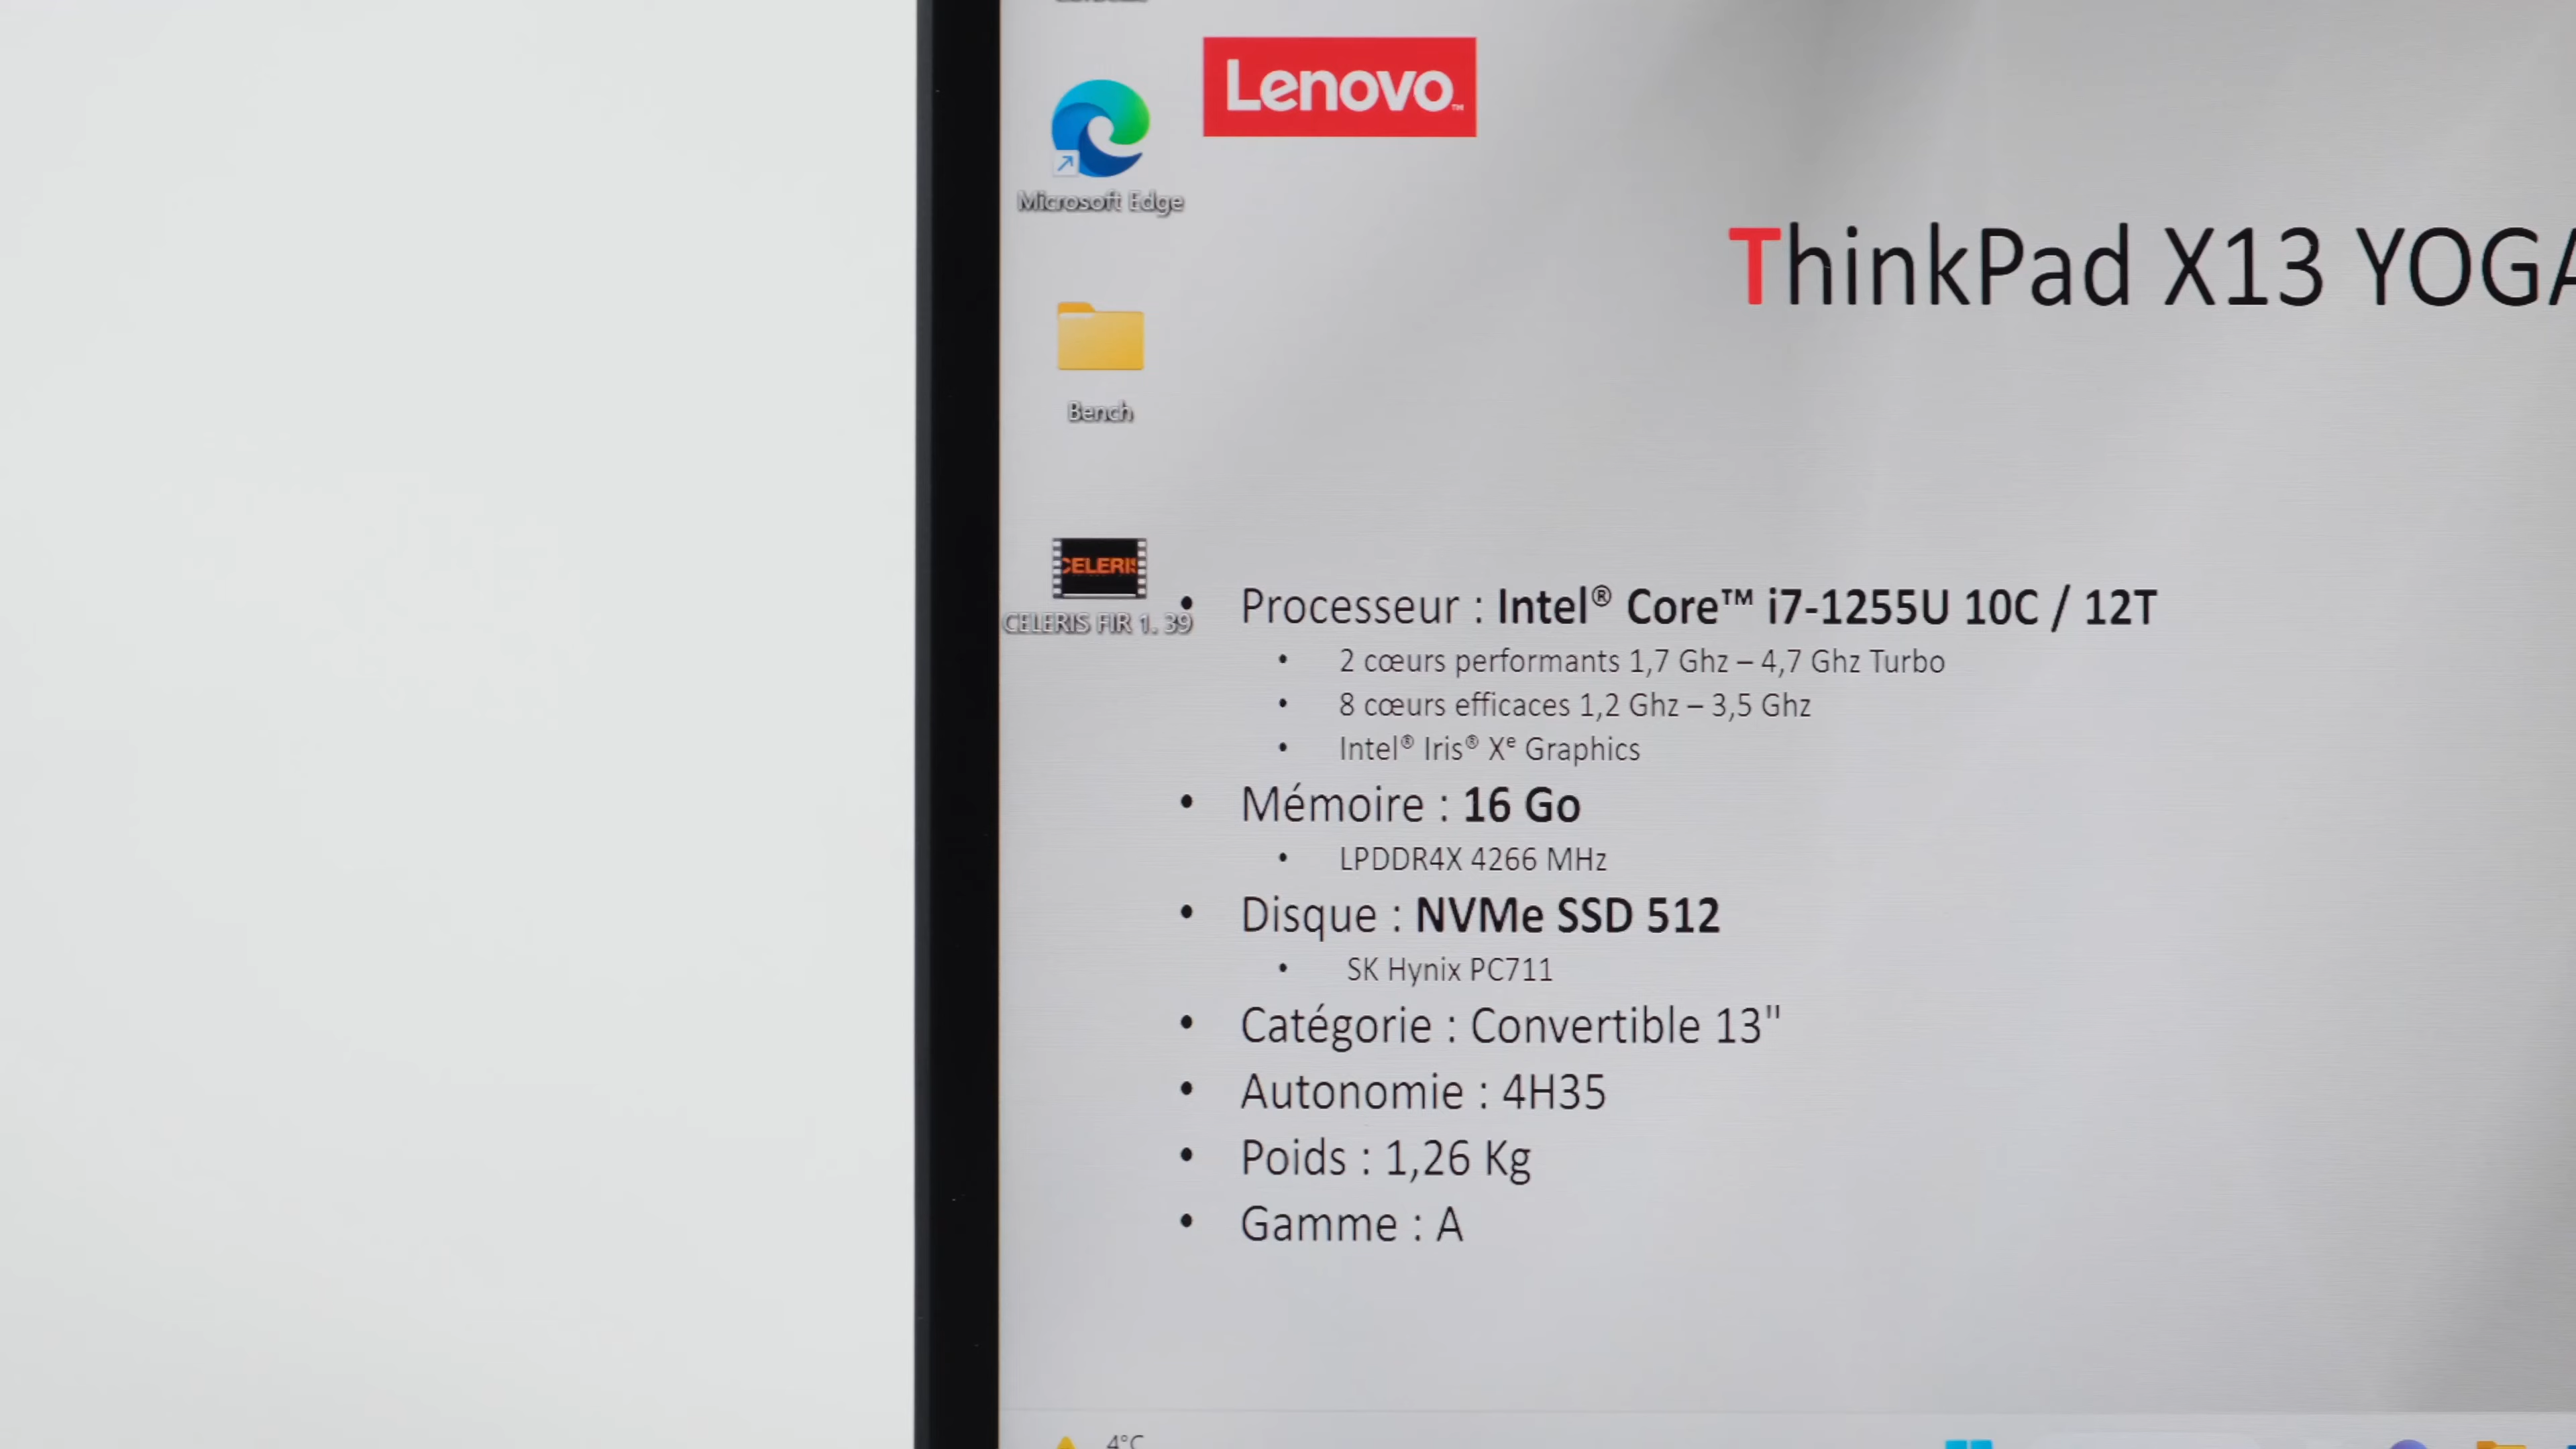 Lenovo™
Microsoft Edge
ThinkPad X13 YOGA
Bench
CELERIS
CELERIS FIR 1. 39
• Processeur : Intel® Core™ i7-1255U 10C / 12T
• 2 cœurs performants 1,7 Ghz – 4,7 Ghz Turbo
• 8 cœurs efficaces 1,2 Ghz – 3,5 Ghz
• Intel® Iris® Xᵉ Graphics
• Mémoire : 16 Go
• LPDDR4X 4266 MHz
• Disque : NVMe SSD 512
• SK Hynix PC711
• Catégorie : Convertible 13"
• Autonomie : 4H35
• Poids : 1,26 Kg
• Gamme : A
4°C